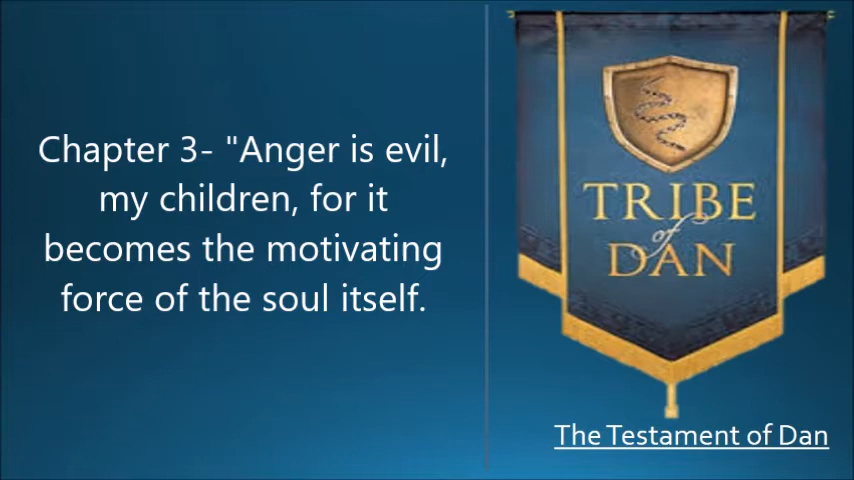 Chapter 3- "Anger is evil,
my children, for it
becomes the motivating
force of the soul itself.
TRIBE
of
DAN
The Testament of Dan